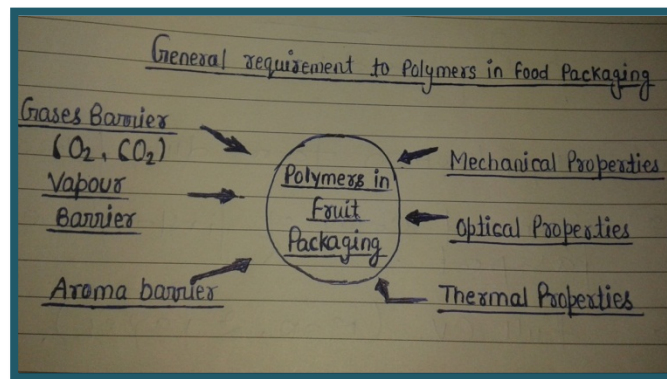 General requirement to Polymers in Food Packaging
Gases Barrier
(O2, CO2)
Vapour
Barrier
Aroma barrier
Polymers in
Fruit
Packaging
Mechanical Properties
Optical Properties
Thermal Properties